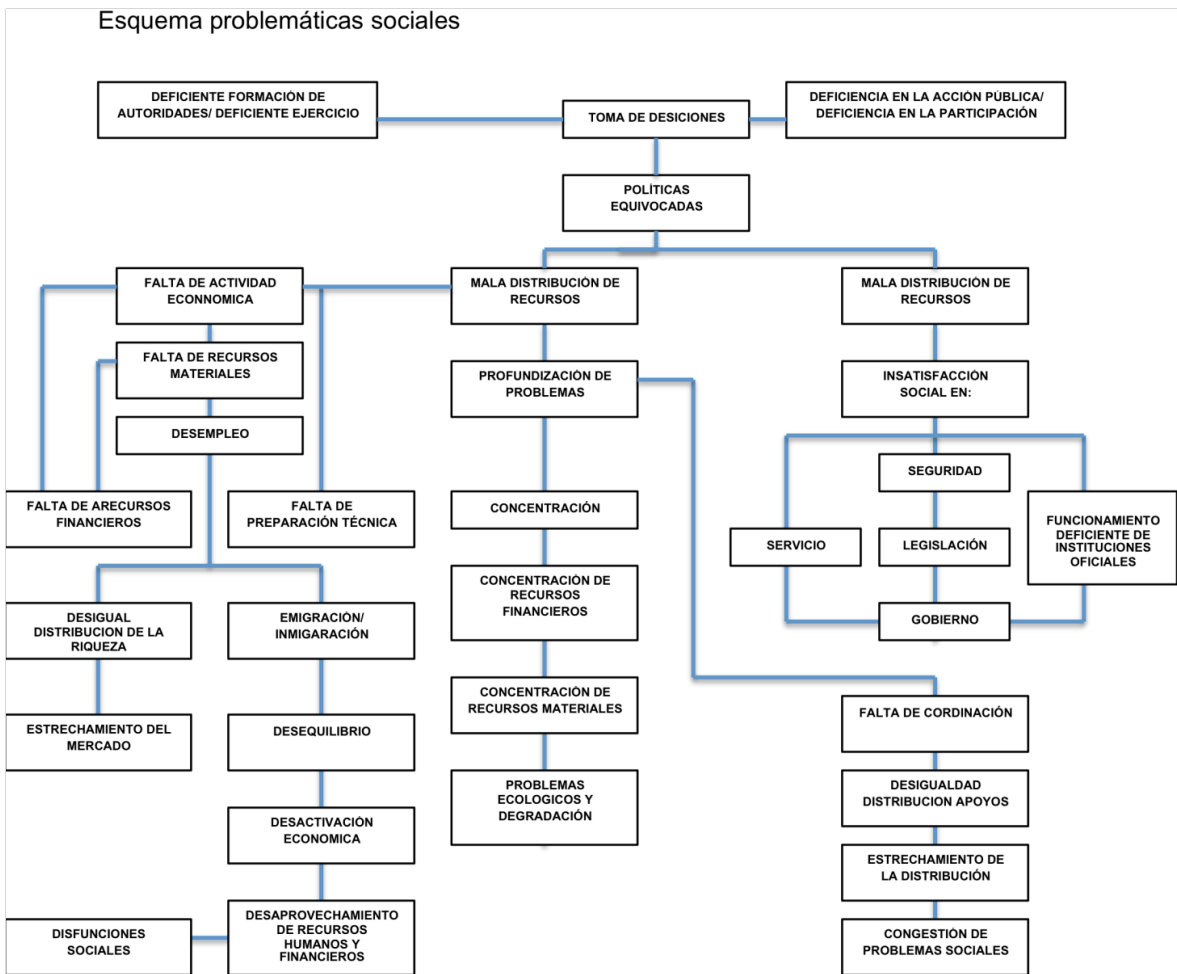 Esquema problemáticas sociales
DEFICIENTE FORMACIÓN DE
AUTORIDADES/ DEFICIENTE EJERCICIO
TOMA DE DESICIONES
DEFICIENCIA EN LA ACCIÓN PÚBLICA/
DEFICIENCIA EN LA PARTICIPACIÓN
POLÍTICAS
EQUIVOCADAS
FALTA DE ACTIVIDAD
ECONNOMICA
MALA DISTRIBUCIÓN DE
RECURSOS
MALA DISTRIBUCIÓN DE
RECURSOS
FALTA DE RECURSOS
MATERIALES
PROFUNDIZACIÓN DE
PROBLEMAS
INSATISFACCIÓN
SOCIAL EN:
DESEMPLEO
SEGURIDAD
FALTA DE ARECURSOS
FINANCIEROS
FALTA DE
PREPARACIÓN TÉCNICA
CONCENTRACIÓN
SERVICIO
LEGISLACIÓN
FUNCIONAMIENTO
DEFICIENTE DE
INSTITUCIONES
OFICIALES
CONCENTRACIÓN DE
RECURSOS
FINANCIEROS
DESIGUAL
DISTRIBUCION DE LA
RIQUEZA
EMIGRACIÓN/
INMIGARACIÓN
GOBIERNO
CONCENTRACIÓN DE
RECURSOS MATERIALES
FALTA DE CORDINACIÓN
ESTRECHAMIENTO DEL
MERCADO
DESEQUILIBRIO
PROBLEMAS
ECOLOGICOS Y
DEGRADACIÓN
DESIGUALDAD
DISTRIBUCION APOYOS
DESACTIVACIÓN
ECONOMICA
ESTRECHAMIENTO DE
LA DISTRIBUCIÓN
DISFUNCIONES
SOCIALES
DESAPROVECHAMIENTO
DE RECURSOS
HUMANOS Y
FINANCIEROS
CONGESTIÓN DE
PROBLEMAS SOCIALES